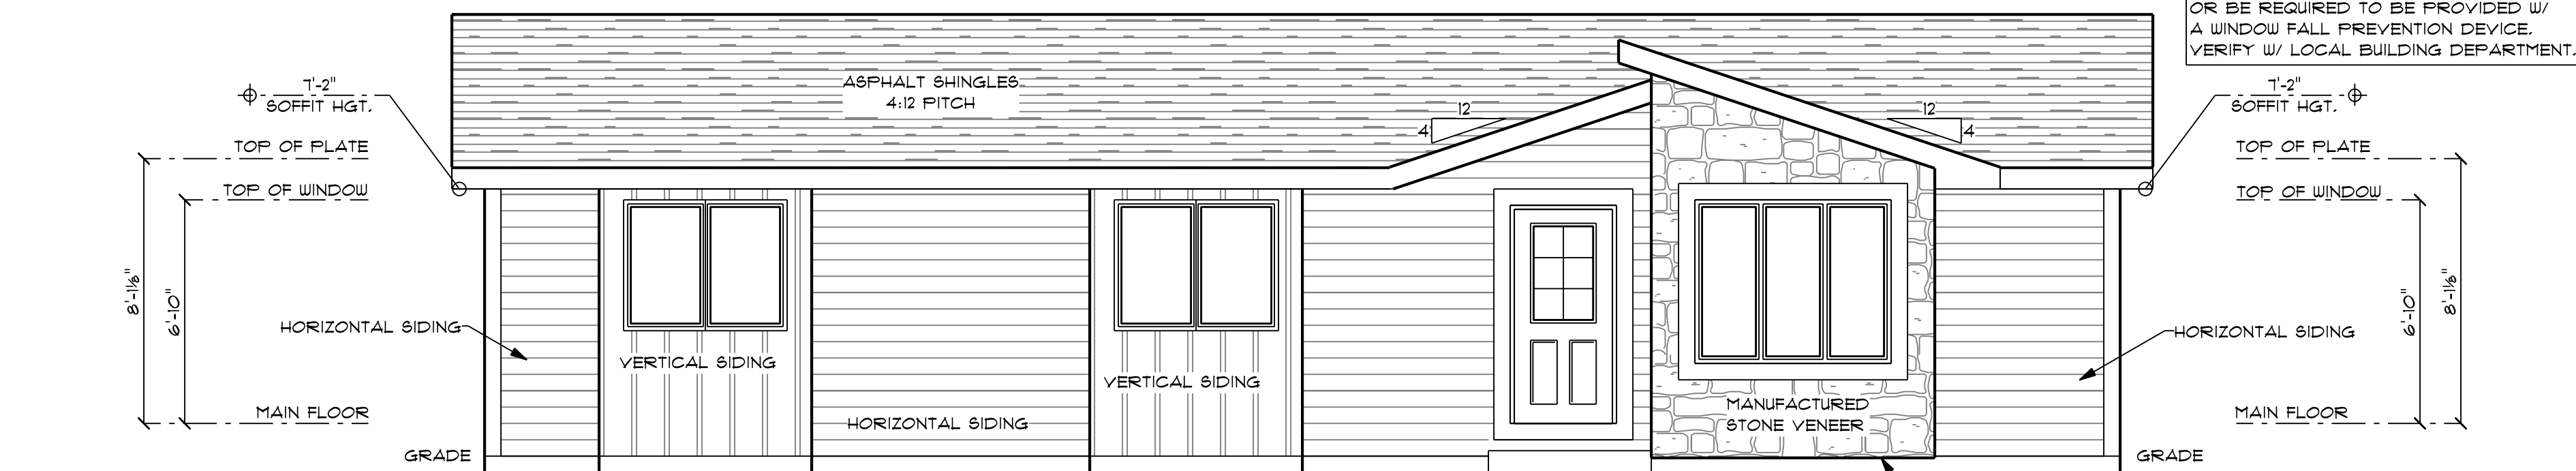 OR BE REQUIRED TO BE PROVIDED W/
A WINDOW FALL PREVENTION DEVICE.
VERIFY W/ LOCAL BUILDING DEPARTMENT.
7'-2"
SOFFIT HGT.
TOP OF PLATE
TOP OF WINDOW
8'-1⅛"
6'-10"
HORIZONTAL SIDING
MAIN FLOOR
GRADE
ASPHALT SHINGLES
4:12 PITCH
VERTICAL SIDING
HORIZONTAL SIDING
VERTICAL SIDING
12
4
12
4
MANUFACTURED
STONE VENEER
7'-2"
SOFFIT HGT.
TOP OF PLATE
TOP OF WINDOW
HORIZONTAL SIDING
6'-10"
8'-1⅛"
MAIN FLOOR
GRADE